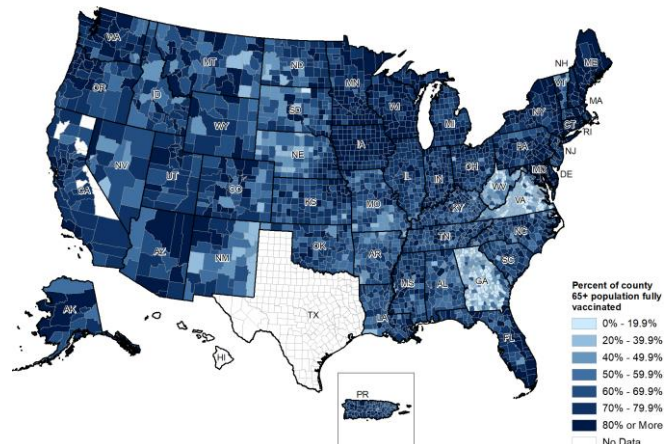 WA
MT
ND
MN
ME
NH
VT
OR
ID
SD
WI
NY
MA
WY
MI
CT
RI
NE
IA
PA
NJ
NV
OH
MD
DE
UT
IL
IN
CA
CO
WV
VA
KS
MO
KY
NC
TN
AZ
OK
NM
AR
SC
MS
AL
GA
TX
LA
AK
FL
HI
PR
Percent of county
65+ population fully
vaccinated
0% - 19.9%
20% - 39.9%
40% - 49.9%
50% - 59.9%
60% - 69.9%
70% - 79.9%
80% or More
No Data